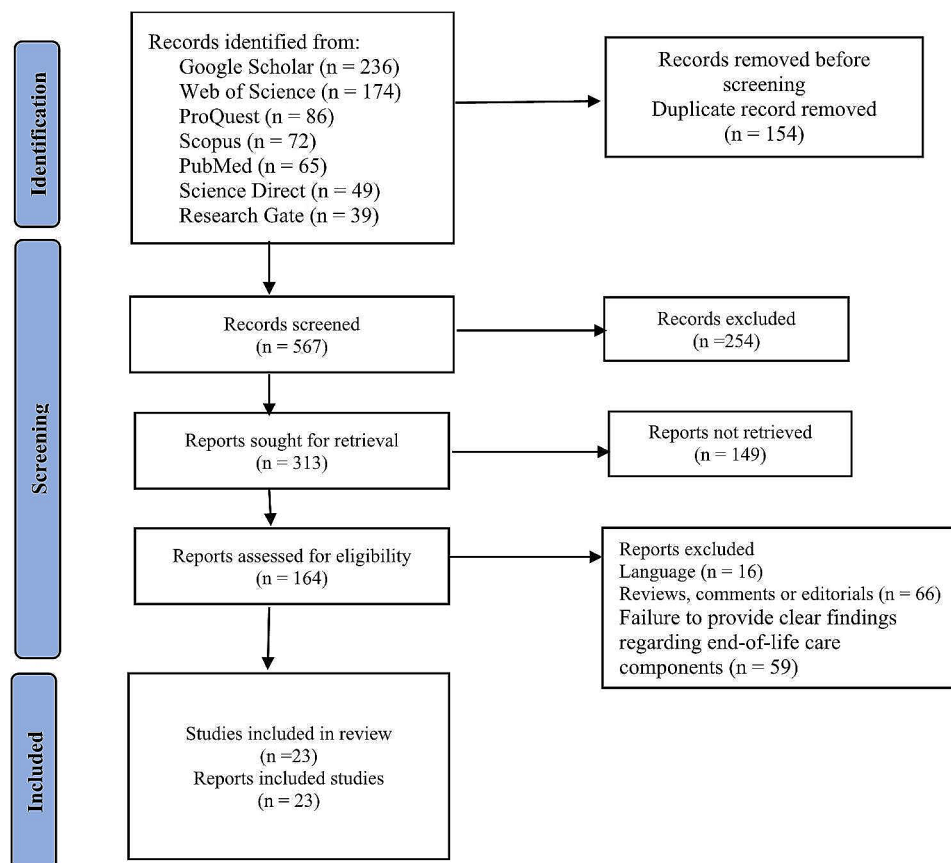 Identification
Records identified from:
Google Scholar (n = 236)
Web of Science (n = 174)
ProQuest (n = 86)
Scopus (n = 72)
PubMed (n = 65)
Science Direct (n = 49)
Research Gate (n = 39)
Records removed before
screening
Duplicate record removed
(n = 154)
Screening
Records screened
(n = 567)
Records excluded
(n =254)
Reports sought for retrieval
(n = 313)
Reports not retrieved
(n = 149)
Reports assessed for eligibility
(n = 164)
Reports excluded
Language (n = 16)
Reviews, comments or editorials (n = 66)
Failure to provide clear findings
regarding end-of-life care
components (n = 59)
Included
Studies included in review
(n =23)
Reports included studies
(n = 23)